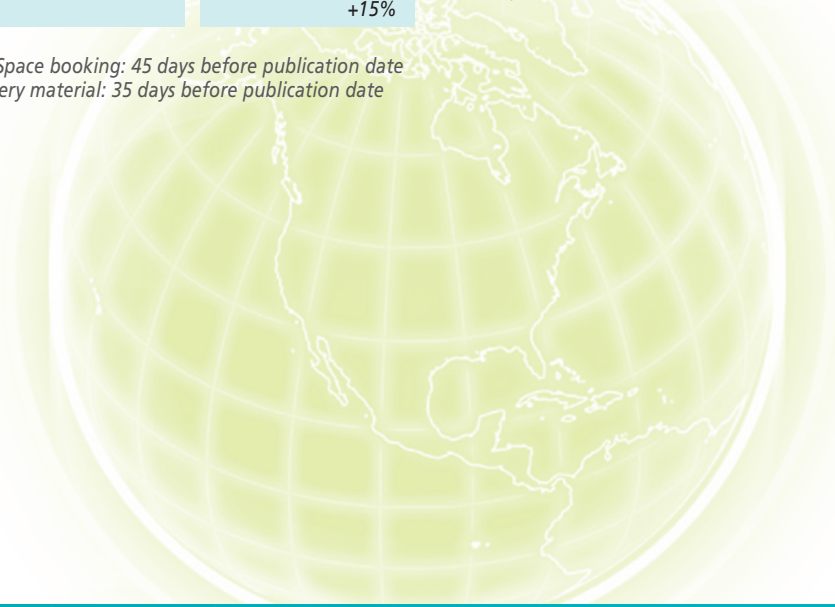 +15%
Space booking: 45 days before publication date
ery material: 35 days before publication date